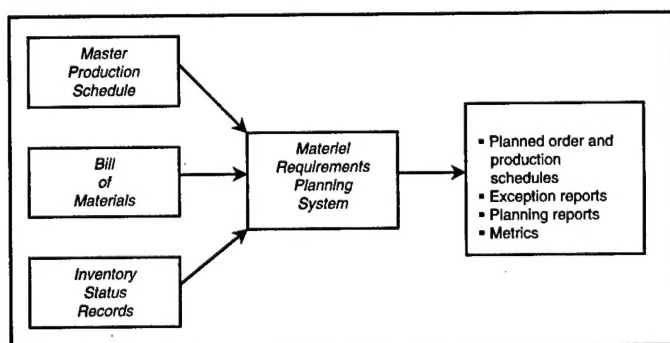 Master
Production
Schedule
Bill
of
Materials
Inventory
Status
Records
Materiel
Requirements
Planning
System
▪ Planned order and
production
schedules
▪ Exception reports
▪ Planning reports
▪ Metrics